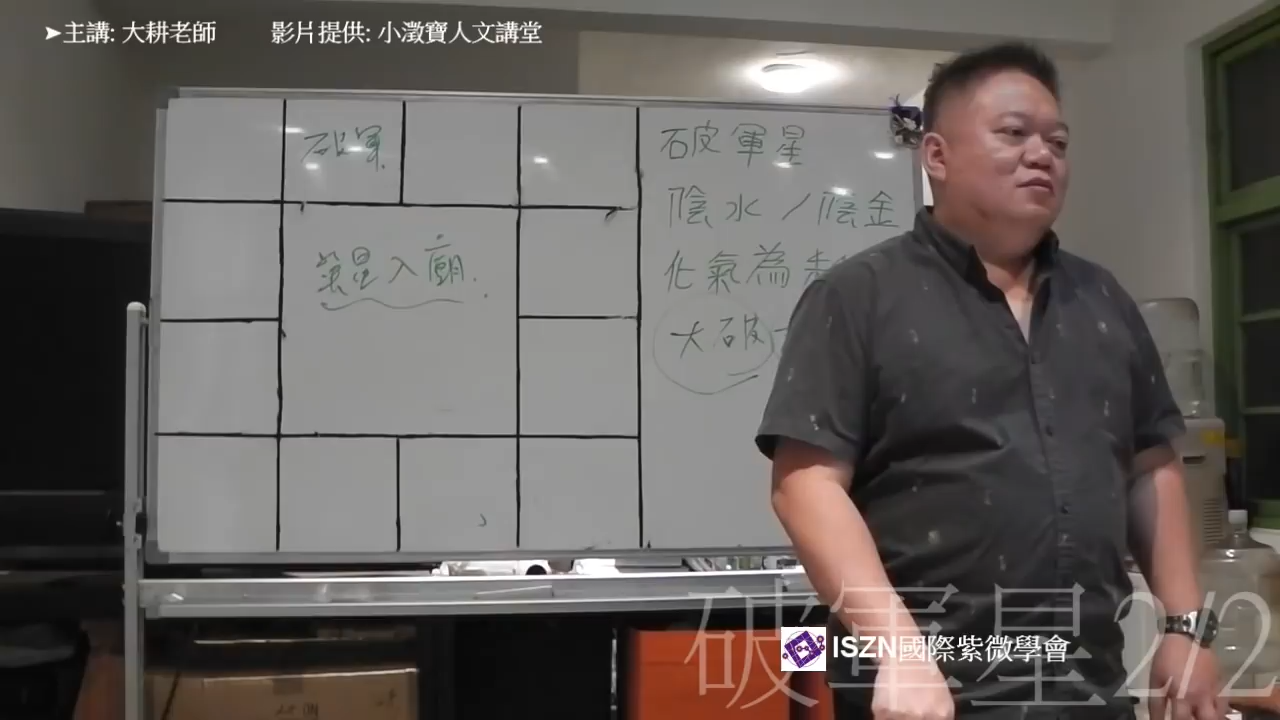 ➤主講: 大耕老師 影片提供: 小瀓寶人文講堂
破軍
入廟
破軍星
陰水/陰金
化氣為
大破
破軍星2/2
ISZN國際紫微學會